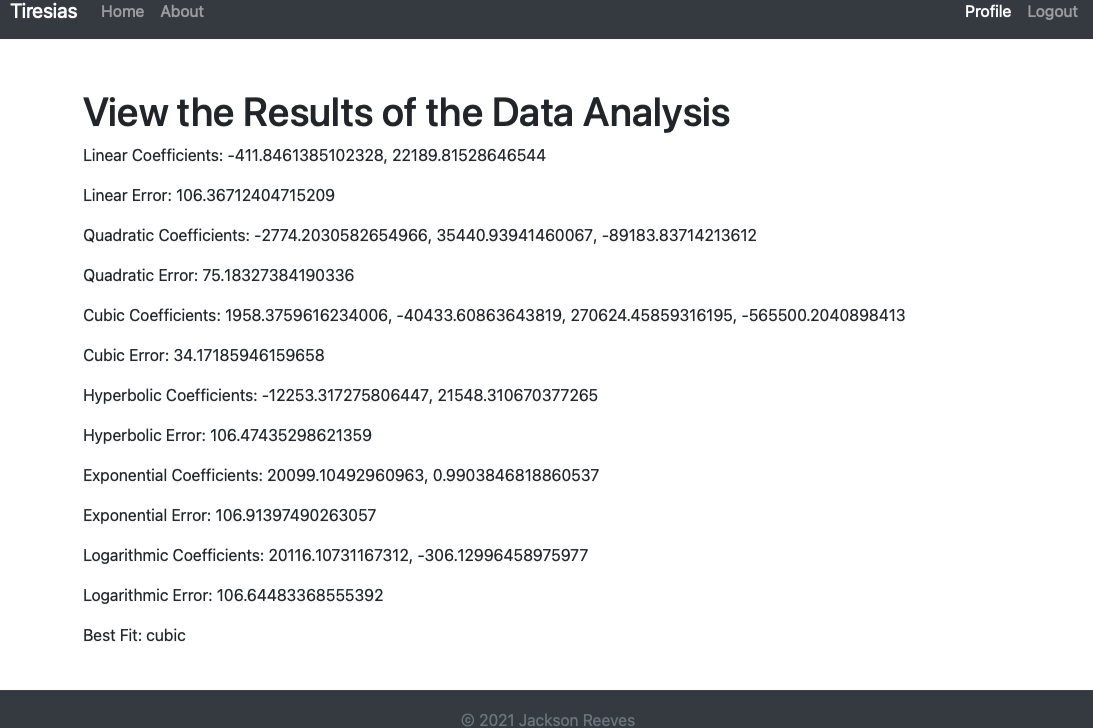 Tiresias Home About Profile Logout
View the Results of the Data Analysis
Linear Coefficients: -411.8461385102328, 22189.81528646544
Linear Error: 106.36712404715209
Quadratic Coefficients: -2774.2030582654966, 35440.93941460067, -89183.83714213612
Quadratic Error: 75.18327384190336
Cubic Coefficients: 1958.3759616234006, -40433.60863643819, 270624.45859316195, -565500.2040898413
Cubic Error: 34.17185946159658
Hyperbolic Coefficients: -12253.317275806447, 21548.310670377265
Hyperbolic Error: 106.47435298621359
Exponential Coefficients: 20099.10492960963, 0.9903846818860537
Exponential Error: 106.91397490263057
Logarithmic Coefficients: 20116.10731167312, -306.12996458975977
Logarithmic Error: 106.64483368555392
Best Fit: cubic
© 2021 Jackson Reeves